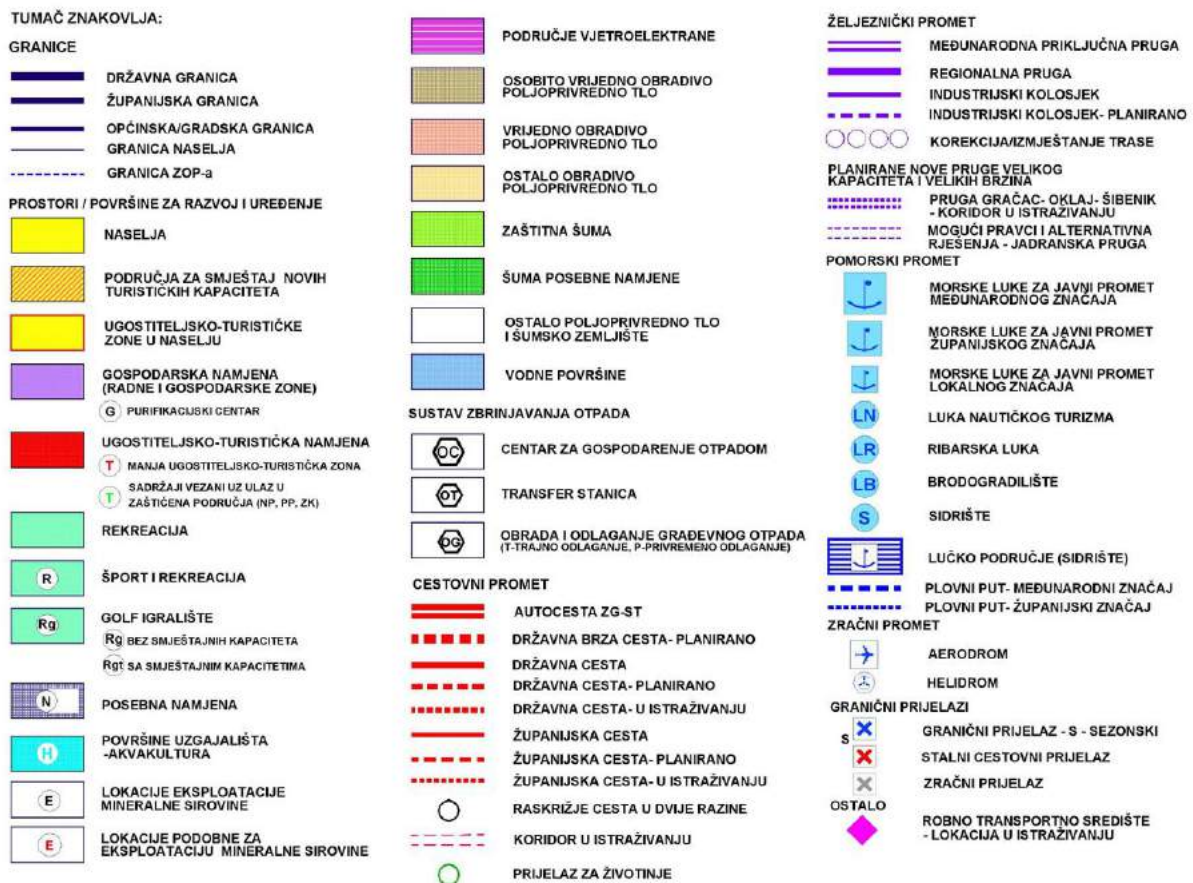 TUMAČ ZNAKOVLJA:
GRANICE
DRŽAVNA GRANICA
ŽUPANIJSKA GRANICA
OPĆINSKA/GRADSKA GRANICA
GRANICA NASELJA
GRANICA ZOP-a
PROSTORI / POVRŠINE ZA RAZVOJ I UREĐENJE
NASELJA
PODRUČJA ZA SMJEŠTAJ NOVIH
TURISTIČKIH KAPACITETA
UGOSTITELJSKO-TURISTIČKE
ZONE U NASELJU
GOSPODARSKA NAMJENA
(RADNE I GOSPODARSKE ZONE)
G PURIFIKACIJSKI CENTAR
UGOSTITELJSKO-TURISTIČKA NAMJENA
T MANJA UGOSTITELJSKO-TURISTIČKA ZONA
T SADRŽAJI VEZANI UZ ULAZ U
ZAŠTIČENA PODRUČJA (NP, PP, ZK)
REKREACIJA
R ŠPORT I REKREACIJA
Rg GOLF IGRALIŠTE
Rg BEZ SMJEŠTAJNIH KAPACITETA
Rgt SA SMJEŠTAJNIM KAPACITETIMA
N POSEBNA NAMJENA
H POVRŠINE UZGAJALIŠTA
-AKVAKULTURA
E LOKACIJE EKSPLOATACIJE
MINERALNE SIROVINE
E LOKACIJE PODOBNE ZA
EKSPLOATACIJU MINERALNE SIROVINE
PODRUČJE VJETROELEKTRANE
OSOBITO VRIJEDNO OBRADIVO
POLJOPRIVREDNO TLO
VRIJEDNO OBRADIVO
POLJOPRIVREDNO TLO
OSTALO OBRADIVO
POLJOPRIVREDNO TLO
ZAŠTITNA ŠUMA
ŠUMA POSEBNE NAMJENE
OSTALO POLJOPRIVREDNO TLO
I ŠUMSKO ZEMLJIŠTE
VODNE POVRŠINE
SUSTAV ZBRINJAVANJA OTPADA
OC CENTAR ZA GOSPODARENJE OTPADOM
OT TRANSFER STANICA
OG OBRADA I ODLAGANJE GRAĐEVNOG OTPADA
(T-TRAJNO ODLAGANJE, P-PRIVREMENO ODLAGANJE)
CESTOVNI PROMET
AUTOCESTA ZG-ST
DRŽAVNA BRZA CESTA- PLANIRANO
DRŽAVNA CESTA
DRŽAVNA CESTA- PLANIRANO
DRŽAVNA CESTA- U ISTRAŽIVANJU
ŽUPANIJSKA CESTA
ŽUPANIJSKA CESTA- PLANIRANO
ŽUPANIJSKA CESTA- U ISTRAŽIVANJU
RASKRIŽJE CESTA U DVIJE RAZINE
KORIDOR U ISTRAŽIVANJU
PRIJELAZ ZA ŽIVOTINJE
ŽELJEZNIČKI PROMET
MEĐUNARODNA PRIKLJUČNA PRUGA
REGIONALNA PRUGA
INDUSTRIJSKI KOLOSJEK
INDUSTRIJSKI KOLOSJEK- PLANIRANO
KOREKCIJA/IZMJEŠTANJE TRASE
PLANIRANE NOVE PRUGE VELIKOG
KAPACITETA I VELIKIH BRZINA
PRUGA GRAČAC- OKLAJ- ŠIBENIK
- KORIDOR U ISTRAŽIVANJU
MOGUĆI PRAVCI I ALTERNATIVNA
RJEŠENJA - JADRANSKA PRUGA
POMORSKI PROMET
MORSKE LUKE ZA JAVNI PROMET
MEĐUNARODNOG ZNAČAJA
MORSKE LUKE ZA JAVNI PROMET
ŽUPANIJSKOG ZNAČAJA
MORSKE LUKE ZA JAVNI PROMET
LOKALNOG ZNAČAJA
LN LUKA NAUTIČKOG TURIZMA
LR RIBARSKA LUKA
LB BRODOGRADILIŠTE
S SIDRIŠTE
LUČKO PODRUČJE (SIDRIŠTE)
PLOVNI PUT- MEĐUNARODNI ZNAČAJ
PLOVNI PUT- ŽUPANIJSKI ZNAČAJ
ZRAČNI PROMET
AERODROM
HELIDROM
GRANIČNI PRIJELAZI
S GRANIČNI PRIJELAZ - S - SEZONSKI
STALNI CESTOVNI PRIJELAZ
ZRAČNI PRIJELAZ
OSTALO
ROBNO TRANSPORTNO SREDIŠTE
- LOKACIJA U ISTRAŽIVANJU